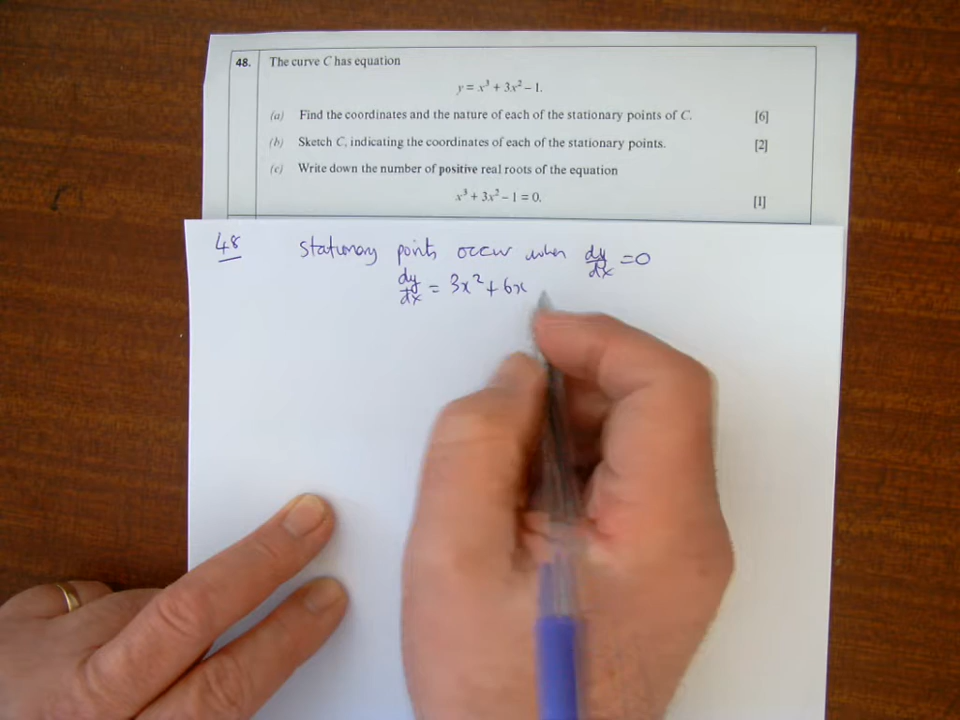 48. The curve C has equation
y = x³ + 3x² – 1.
(a) Find the coordinates and the nature of each of the stationary points of C. [6]
(b) Sketch C, indicating the coordinates of each of the stationary points. [2]
(c) Write down the number of positive real roots of the equation
x³ + 3x² – 1 = 0. [1]
48 Stationary points occur when dy/dx = 0
dy/dx = 3x² + 6x